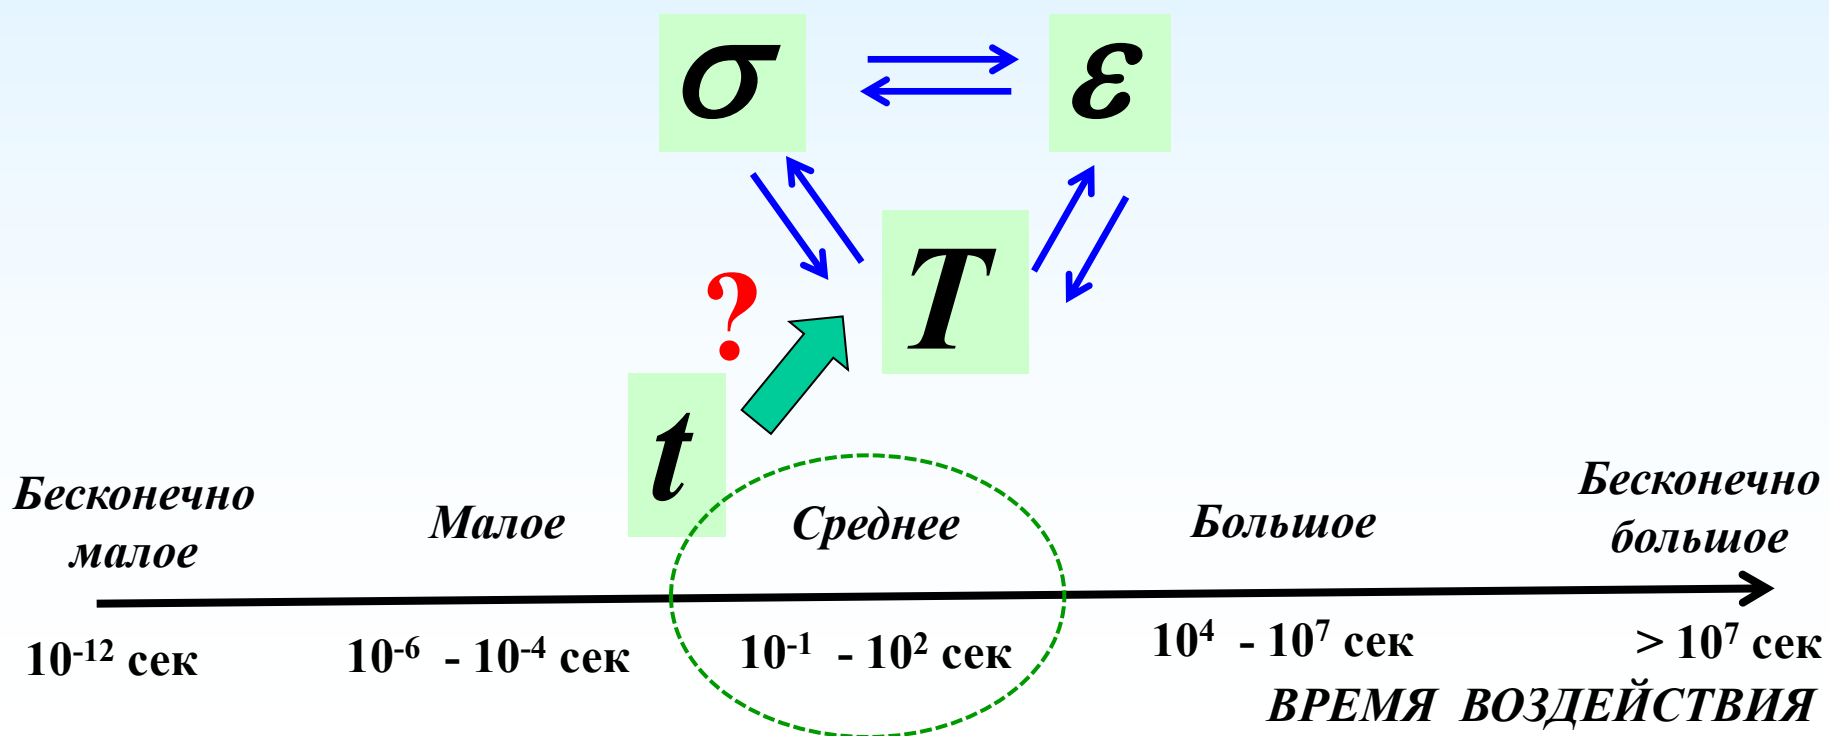 σ ε
T
?
t
Бесконечно малое
Малое
Среднее
Большое
Бесконечно большое
10⁻¹² сек
10⁻⁶ - 10⁻⁴ сек
10⁻¹ - 10² сек
10⁴ - 10⁷ сек
> 10⁷ сек
ВРЕМЯ ВОЗДЕЙСТВИЯ